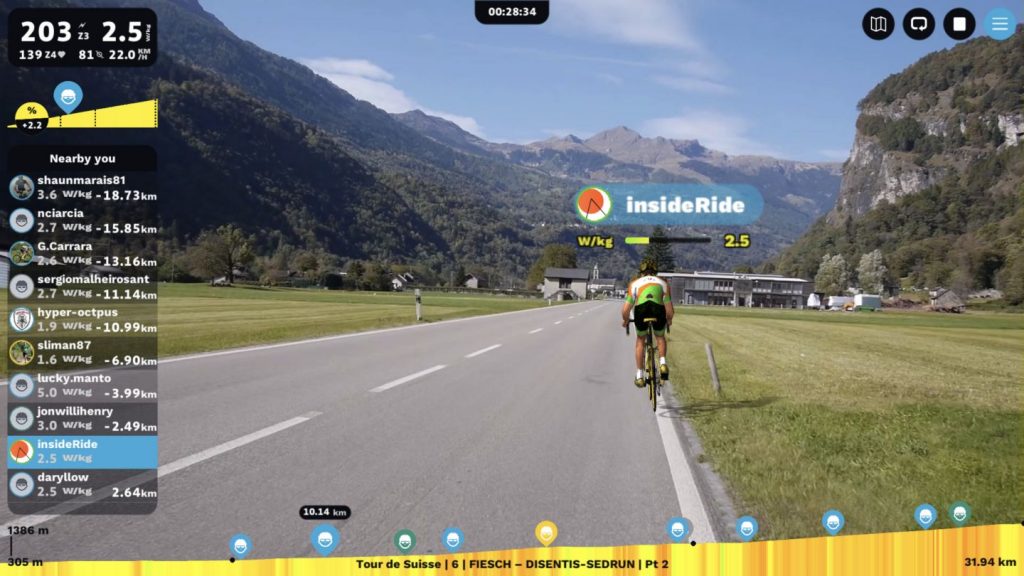 203 Z3 2.5 W/KG
139 Z4 81 22.0 KM/H
00:28:34
%
+2.2
Nearby you
shaunmarais81
3.6 W/kg -18.73km
nciarcia
2.7 W/kg -15.85km
G.Carrara
2.6 W/kg -13.16km
sergiomalheirosant
2.7 W/kg -11.14km
hyper-octpus
1.9 W/kg -10.99km
sliman87
1.6 W/kg -6.90km
lucky.manto
5.0 W/kg -3.99km
jonwillihenry
3.0 W/kg -2.49km
insideRide
2.5 W/kg
daryllow
2.5 W/kg 2.64km
insideRide
W/kg 2.5
10.14 km
1386 m
305 m
Tour de Suisse | 6 | FIESCH – DISENTIS-SEDRUN | Pt 2
31.94 km